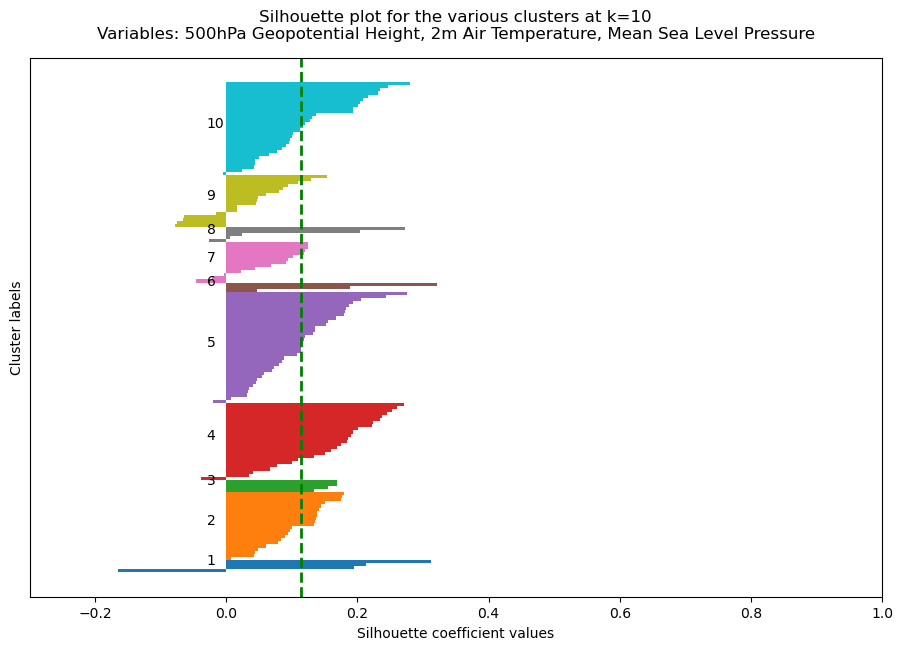 Silhouette plot for the various clusters at k=10
Variables: 500hPa Geopotential Height, 2m Air Temperature, Mean Sea Level Pressure
Cluster labels
10
9
8
7
6
5
4
3
2
1
−0.2 0.0 0.2 0.4 0.6 0.8 1.0
Silhouette coefficient values